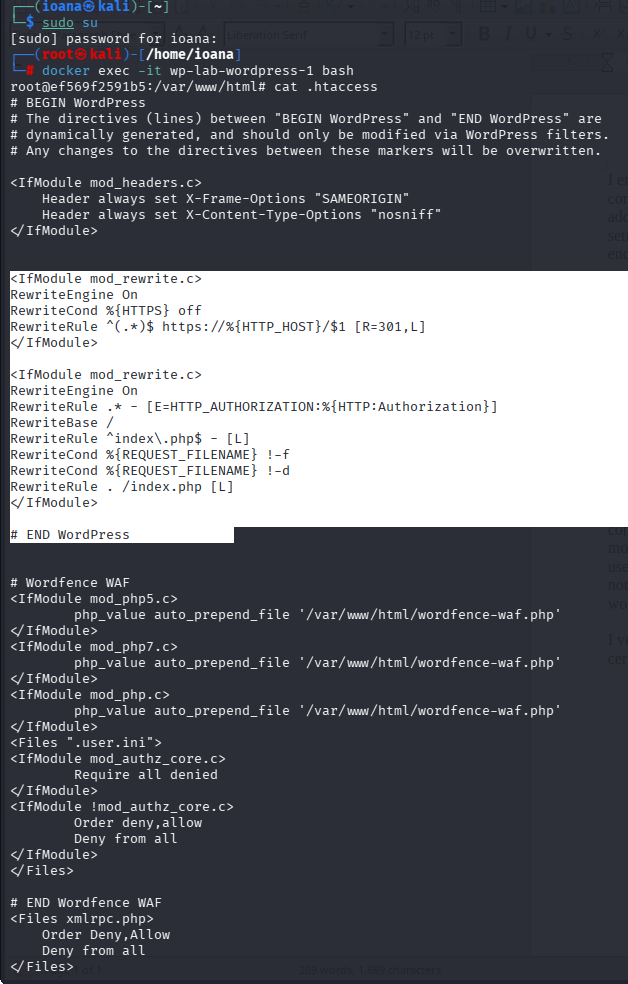 ┌──(ioana㉿kali)-[~]
└─$ sudo su
[sudo] password for ioana:
┌──(root㉿kali)-[/home/ioana]
└─# docker exec -it wp-lab-wordpress-1 bash
root@ef569f2591b5:/var/www/html# cat .htaccess
# BEGIN WordPress
# The directives (lines) between "BEGIN WordPress" and "END WordPress" are
# dynamically generated, and should only be modified via WordPress filters.
# Any changes to the directives between these markers will be overwritten.

<IfModule mod_headers.c>
    Header always set X-Frame-Options "SAMEORIGIN"
    Header always set X-Content-Type-Options "nosniff"
</IfModule>


<IfModule mod_rewrite.c>
RewriteEngine On
RewriteCond %{HTTPS} off
RewriteRule ^(.*)$ https://%{HTTP_HOST}/$1 [R=301,L]
</IfModule>

<IfModule mod_rewrite.c>
RewriteEngine On
RewriteRule .* - [E=HTTP_AUTHORIZATION:%{HTTP:Authorization}]
RewriteBase /
RewriteRule ^index\.php$ - [L]
RewriteCond %{REQUEST_FILENAME} !-f
RewriteCond %{REQUEST_FILENAME} !-d
RewriteRule . /index.php [L]
</IfModule>

# END WordPress


# Wordfence WAF
<IfModule mod_php5.c>
        php_value auto_prepend_file '/var/www/html/wordfence-waf.php'
</IfModule>
<IfModule mod_php7.c>
        php_value auto_prepend_file '/var/www/html/wordfence-waf.php'
</IfModule>
<IfModule mod_php.c>
        php_value auto_prepend_file '/var/www/html/wordfence-waf.php'
</IfModule>
<Files ".user.ini">
<IfModule mod_authz_core.c>
        Require all denied
</IfModule>
<IfModule !mod_authz_core.c>
        Order deny,allow
        Deny from all
</IfModule>
</Files>

# END Wordfence WAF
<Files xmlrpc.php>
    Order Deny,Allow
    Deny from all
</Files>
Liberation Serif
12 pt